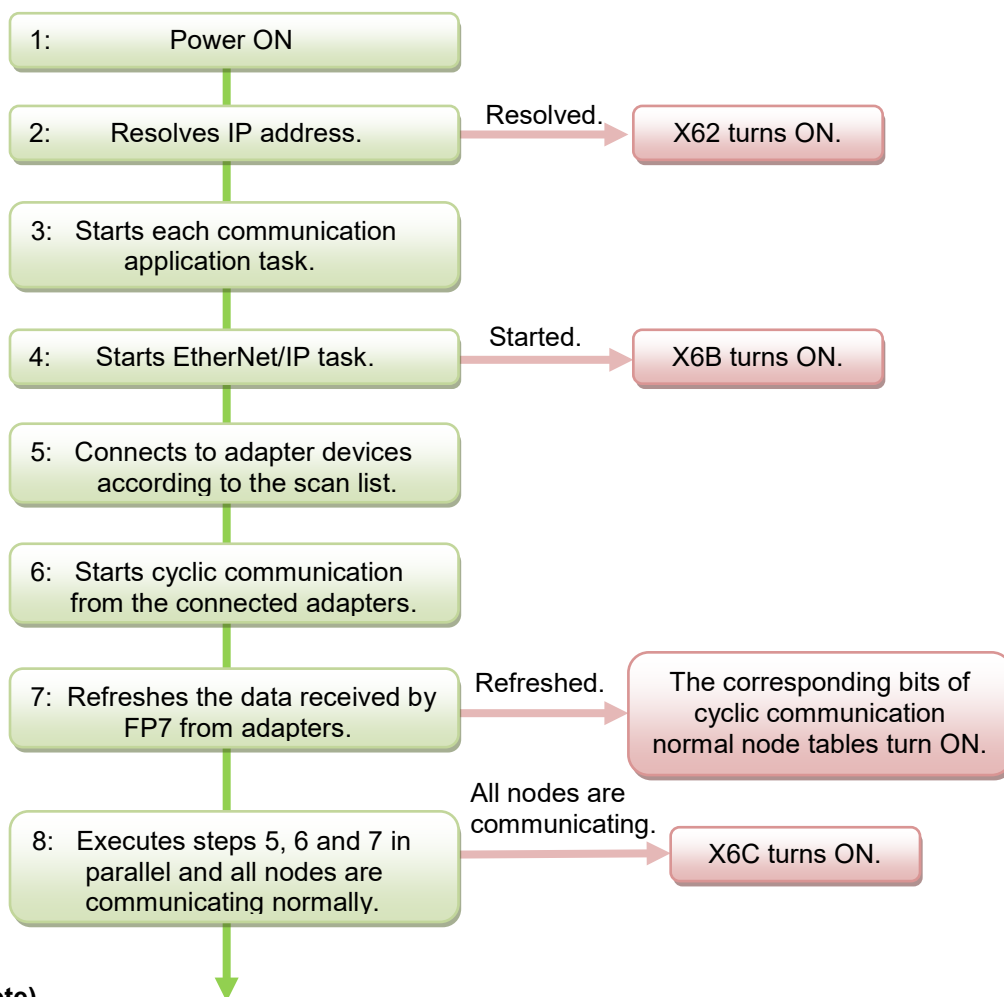 1: Power ON
2: Resolves IP address.
Resolved.
X62 turns ON.
3: Starts each communication
application task.
4: Starts EtherNet/IP task.
Started.
X6B turns ON.
5: Connects to adapter devices
according to the scan list.
6: Starts cyclic communication
from the connected adapters.
7: Refreshes the data received by
FP7 from adapters.
Refreshed.
The corresponding bits of
cyclic communication
normal node tables turn ON.
8: Executes steps 5, 6 and 7 in
parallel and all nodes are
communicating normally.
All nodes are
communicating.
X6C turns ON.